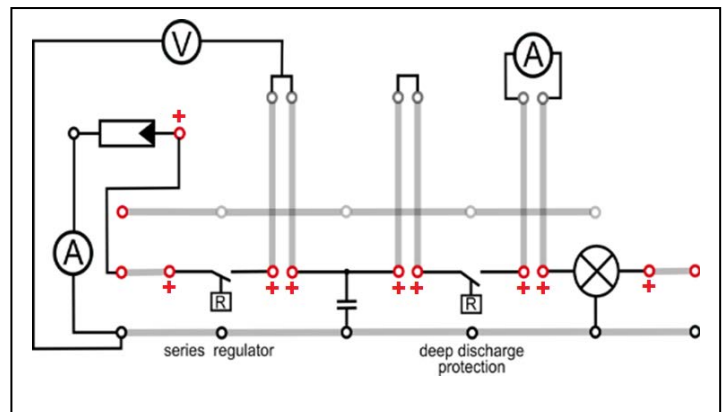 V
A
+
A
+ + + + + + + +
R
R
series regulator
deep discharge
protection